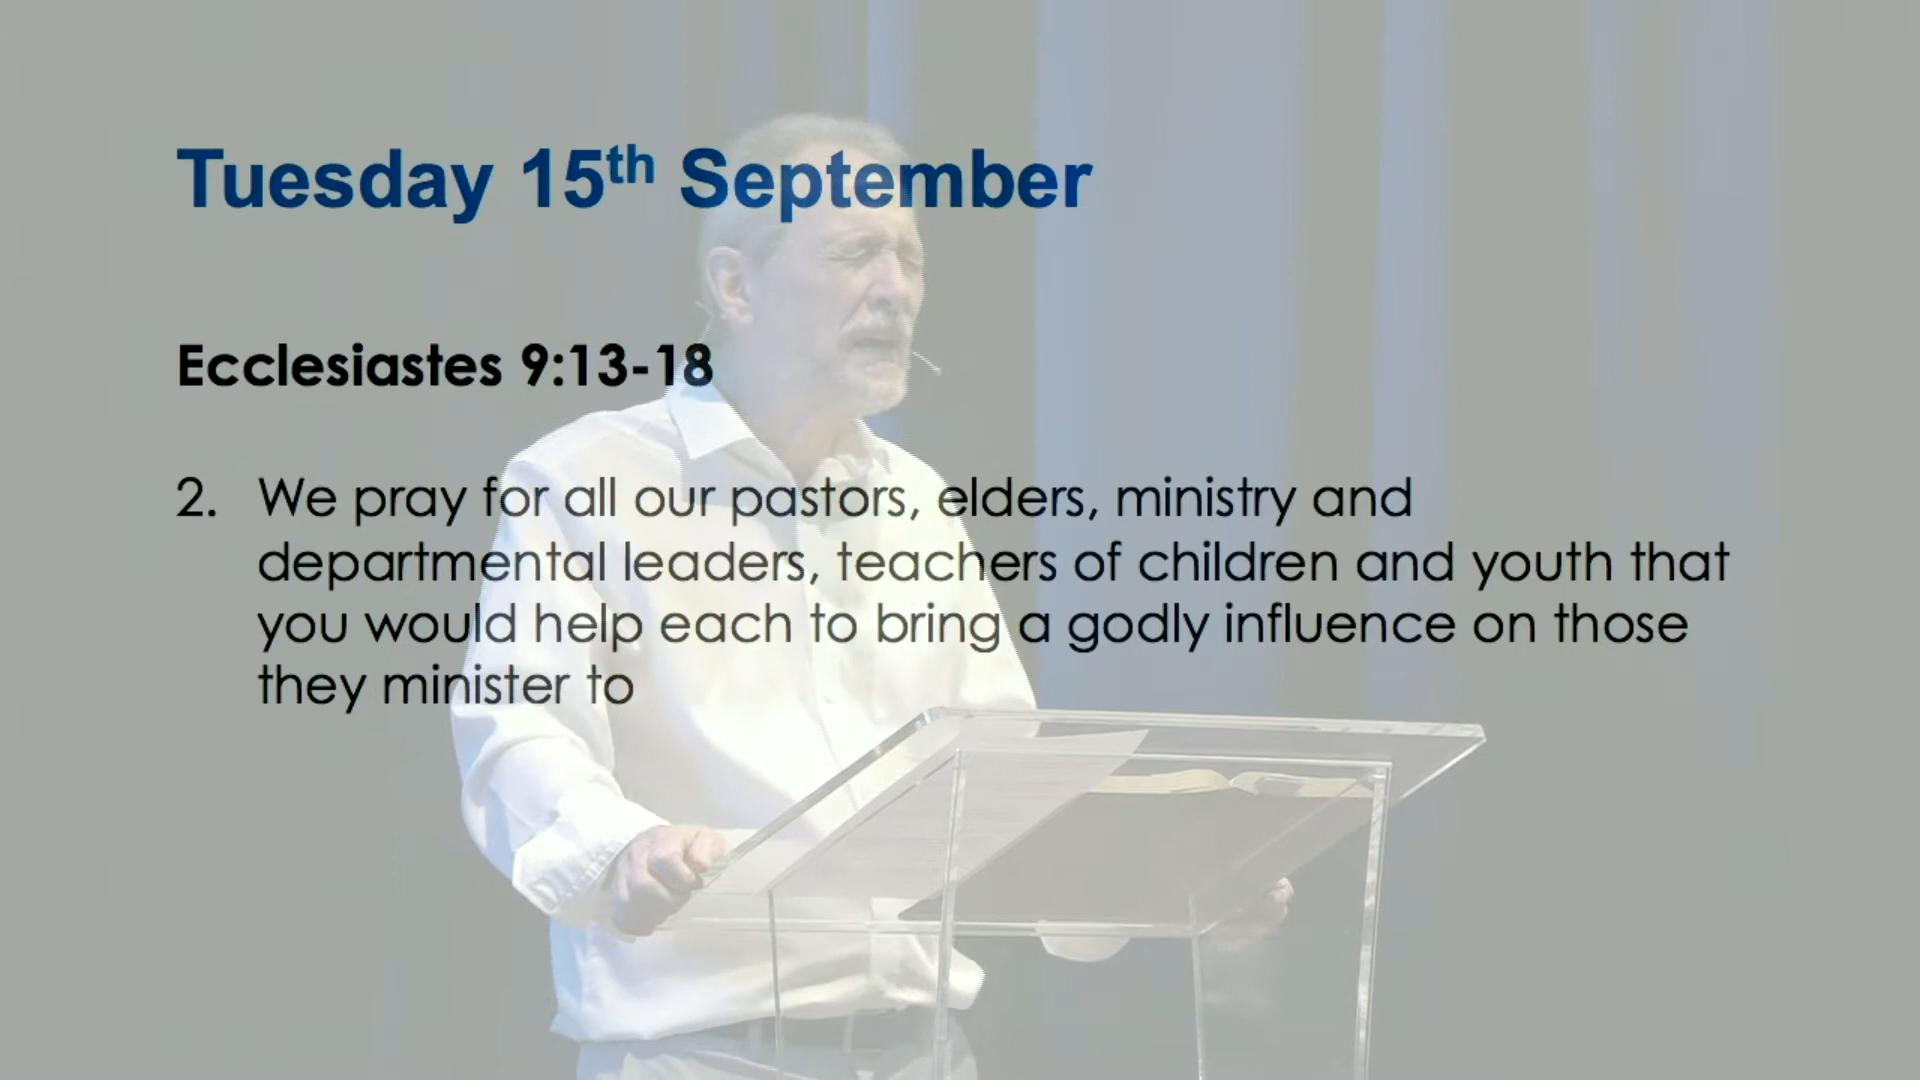 Tuesday 15th September
Ecclesiastes 9:13-18
2. We pray for all our pastors, elders, ministry and
departmental leaders, teachers of children and youth that
you would help each to bring a godly influence on those
they minister to